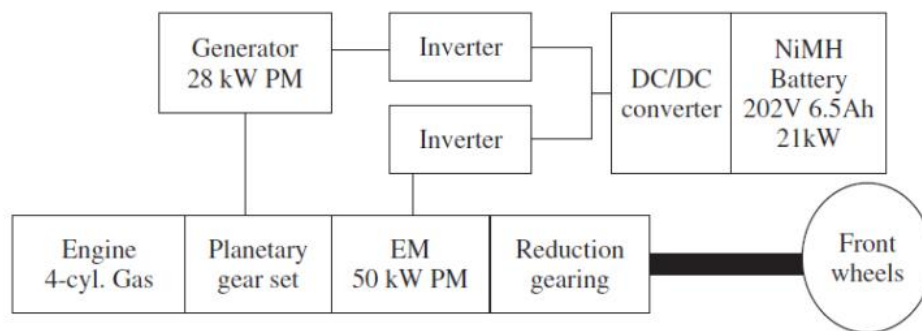 Generator
28 kW PM
Inverter
Inverter
DC/DC
converter
NiMH
Battery
202V 6.5Ah
21kW
Engine
4-cyl. Gas
Planetary
gear set
EM
50 kW PM
Reduction
gearing
Front
wheels